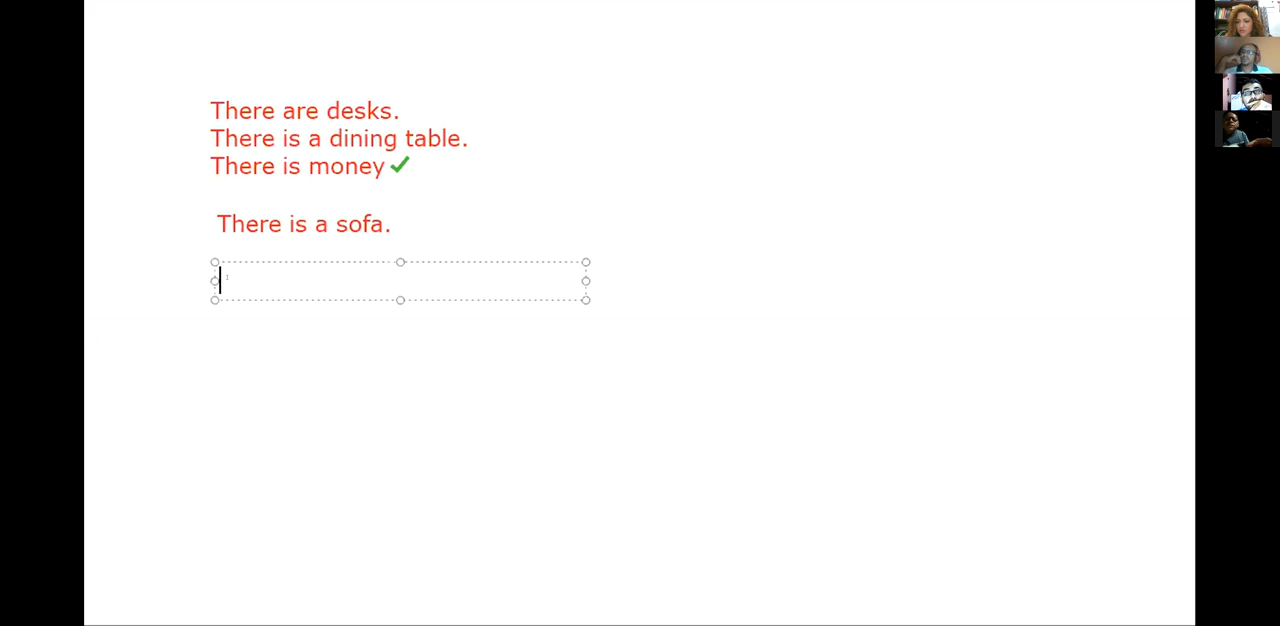 There are desks.
There is a dining table.
There is money
There is a sofa.